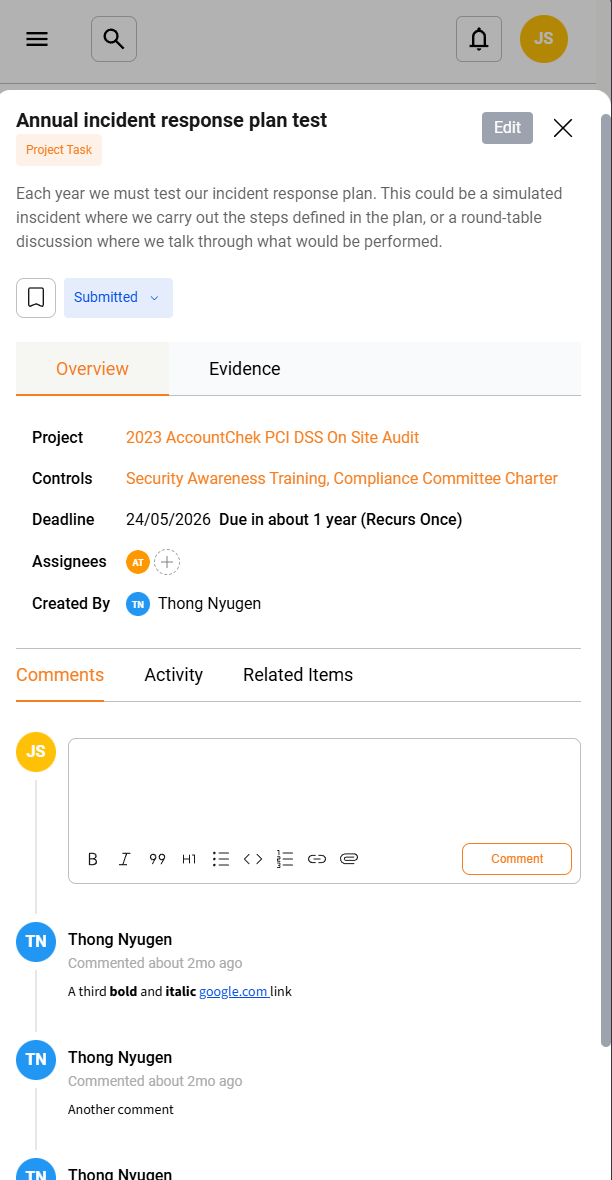 JS
Annual incident response plan test
Edit
Project Task
Each year we must test our incident response plan. This could be a simulated
inscident where we carry out the steps defined in the plan, or a round-table
discussion where we talk through what would be performed.
Submitted
Overview Evidence
Project 2023 AccountChek PCI DSS On Site Audit
Controls Security Awareness Training, Compliance Committee Charter
Deadline 24/05/2026 Due in about 1 year (Recurs Once)
Assignees AT
Created By TN Thong Nyugen
Comments Activity Related Items
JS
B I 99 H1 Comment
TN Thong Nyugen
Commented about 2mo ago
A third bold and italic google.com link
TN Thong Nyugen
Commented about 2mo ago
Another comment
TN Thong Nyugen